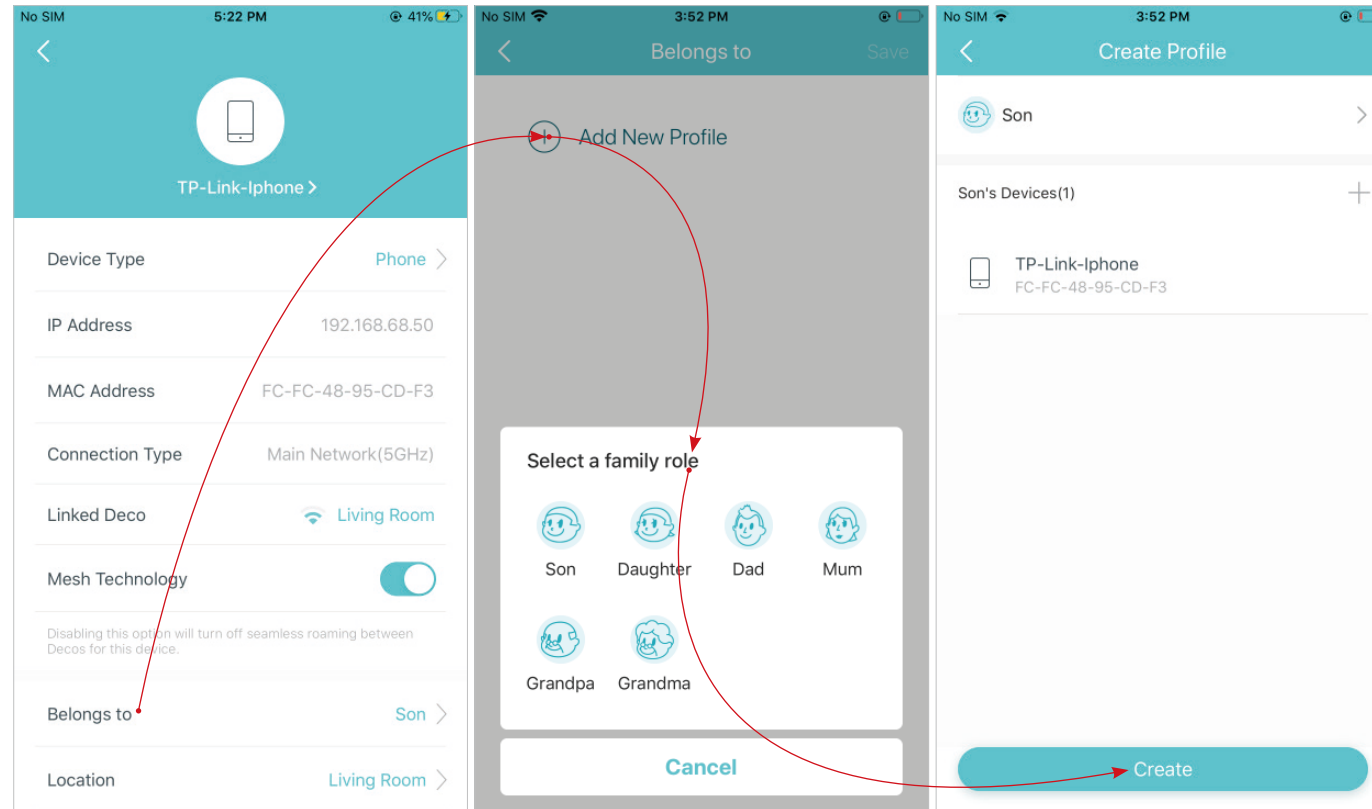 No SIM 5:22 PM 41%
TP-Link-Iphone >
Device Type Phone
IP Address 192.168.68.50
MAC Address FC-FC-48-95-CD-F3
Connection Type Main Network(5GHz)
Linked Deco Living Room
Mesh Technology
Disabling this option will turn off seamless roaming between
Decos for this device.
Belongs to Son
Location Living Room
No SIM 3:52 PM
Belongs to Save
Add New Profile
Select a family role
Son Daughter Dad Mum
Grandpa Grandma
Cancel
No SIM 3:52 PM
Create Profile
Son
Son's Devices(1)
TP-Link-Iphone
FC-FC-48-95-CD-F3
Create